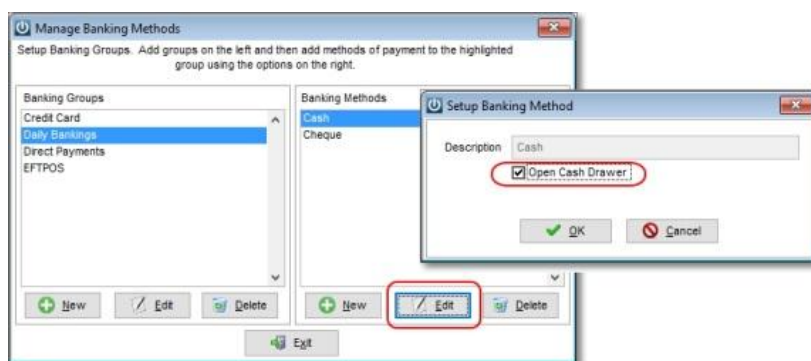 Manage Banking Methods
Setup Banking Groups. Add groups on the left and then add methods of payment to the highlighted
group using the options on the right.
Banking Groups
Credit Card
Daily Bankings
Direct Payments
EFTPOS
New
Edit
Delete
Banking Methods
Cash
Cheque
New
Edit
Delete
Exit
Setup Banking Method
Description Cash
Open Cash Drawer
OK
Cancel